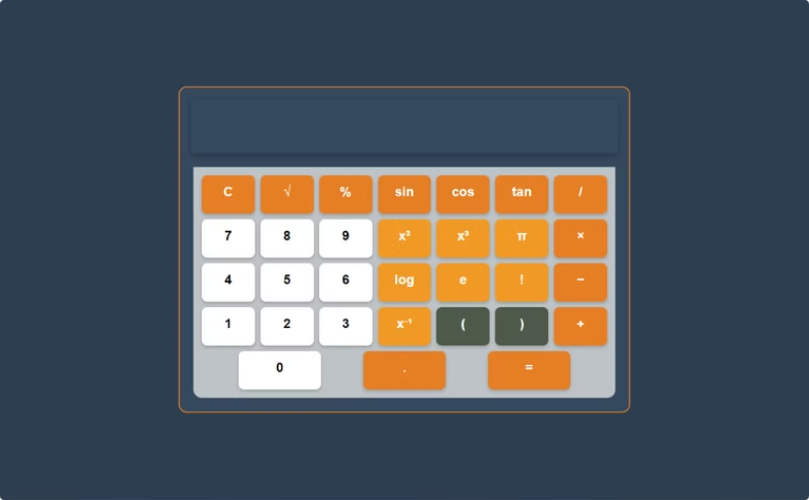 C √ % sin cos tan /
7 8 9 x² x³ π ×
4 5 6 log e ! −
1 2 3 x⁻¹ ( ) +
0 . =